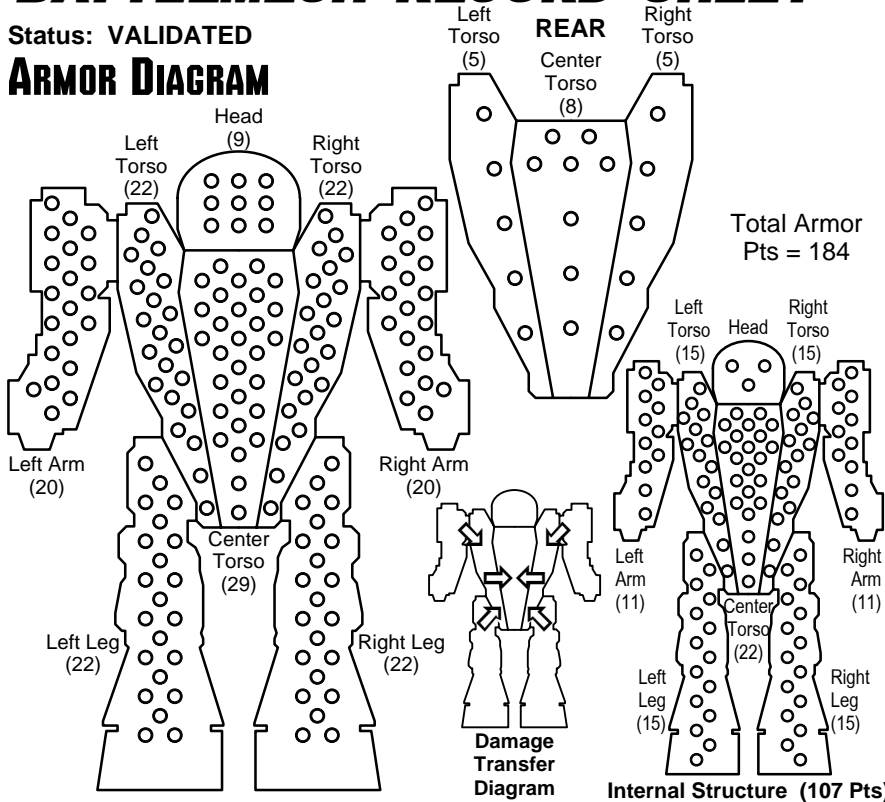 BATTLEMECH RECORD SHEET
Status: VALIDATED
ARMOR DIAGRAM
REAR
Left
Torso
(5)
Center
Torso
(8)
Right
Torso
(5)
Head
(9)
Left
Torso
(22)
Right
Torso
(22)
Total Armor
Pts = 184
Left Arm
(20)
Right Arm
(20)
Center
Torso
(29)
Left Leg
(22)
Right Leg
(22)
Damage
Transfer
Diagram
Left
Torso
(15)
Head
Right
Torso
(15)
Left
Arm
(11)
Right
Arm
(11)
Center
Torso
(22)
Left
Leg
(15)
Right
Leg
(15)
Internal Structure (107 Pts)